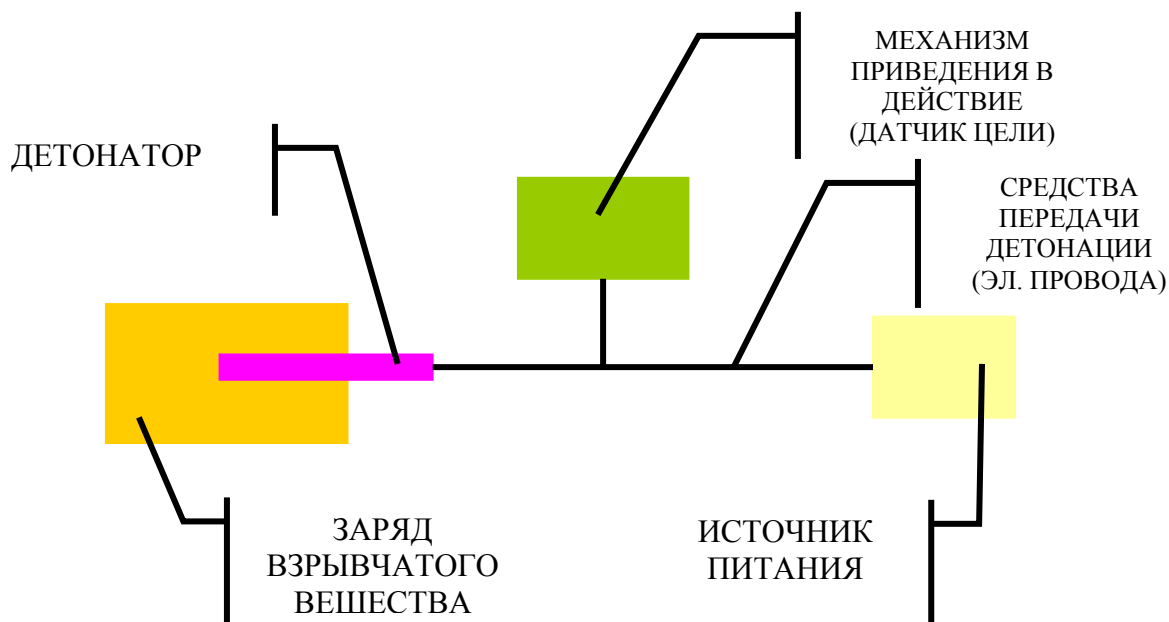 МЕХАНИЗМ
ПРИВЕДЕНИЯ В
ДЕЙСТВИЕ
(ДАТЧИК ЦЕЛИ)
ДЕТОНАТОР
СРЕДСТВА
ПЕРЕДАЧИ
ДЕТОНАЦИИ
(ЭЛ. ПРОВОДА)
ЗАРЯД
ВЗРЫВЧАТОГО
ВЕШЕСТВА
ИСТОЧНИК
ПИТАНИЯ